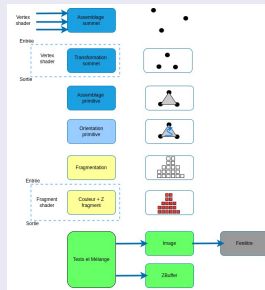 Vertex
shader
Assemblage
sommet
Entrée
Vertex
shader
Transformation
sommet
Sortie
Assemblage
primitive
Orientation
primitive
Fragmentation
Entrée
Fragment
shader
Couleur + Z
fragment
Sortie
Tests et Mélange
Image
Fenêtre
ZBuffer